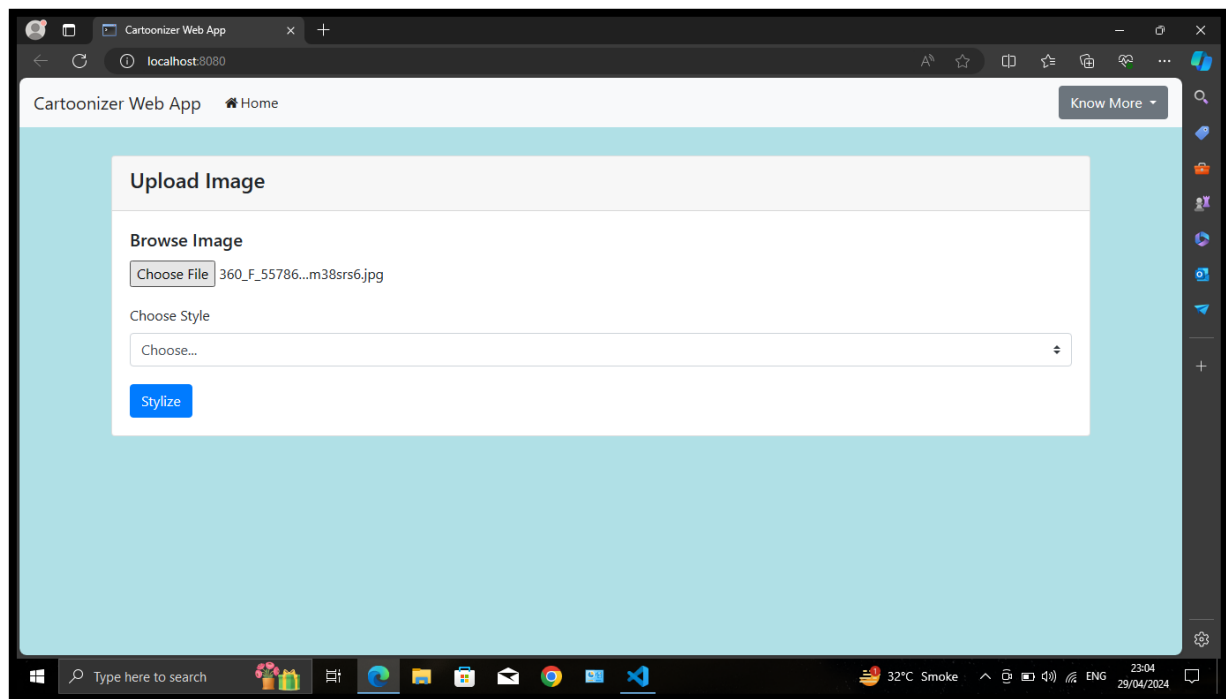 Cartoonizer Web App
localhost:8080
Cartoonizer Web App Home Know More
Upload Image
Browse Image
Choose File 360_F_55786...m38srs6.jpg
Choose Style
Choose...
Stylize
Type here to search 32°C Smoke ENG 23:04
29/04/2024